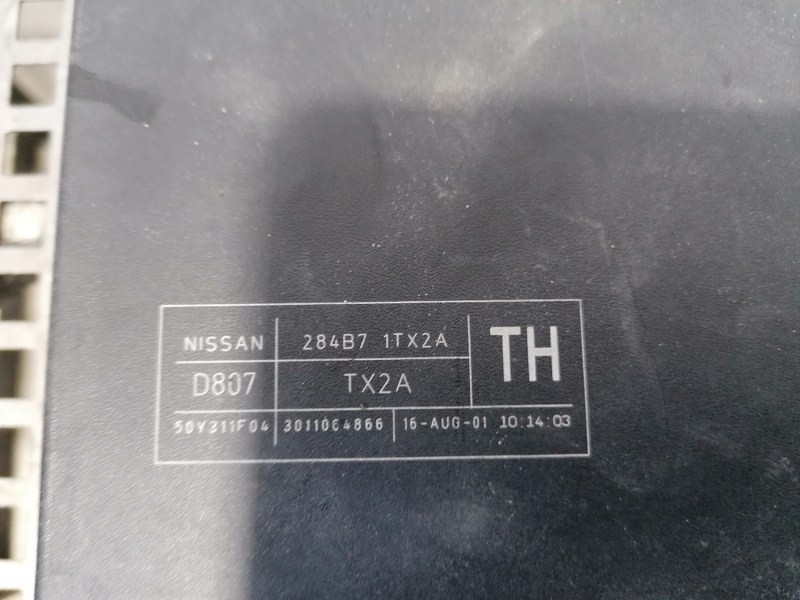 NISSAN 284B7 1TX2A TH
D807 TX2A
50Y311F04 3011064866 16-AUG-01 10:14:03